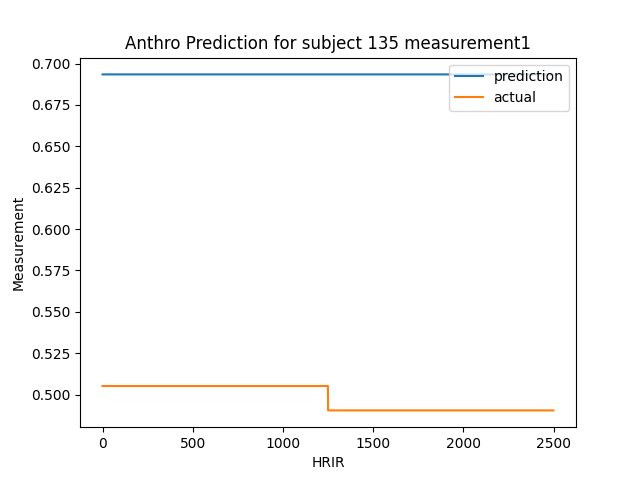 Anthro Prediction for subject 135 measurement1
0.700
0.675
0.650
0.625
0.600
0.575
0.550
0.525
0.500
Measurement
prediction
actual
0 500 1000 1500 2000 2500
HRIR